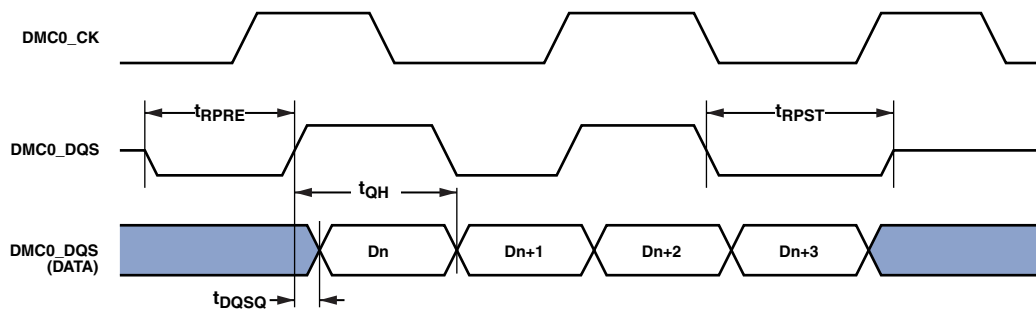 DMC0_CK
tRPRE
tRPST
DMC0_DQS
tQH
DMC0_DQS
(DATA)
Dn
Dn+1
Dn+2
Dn+3
tDQSQ